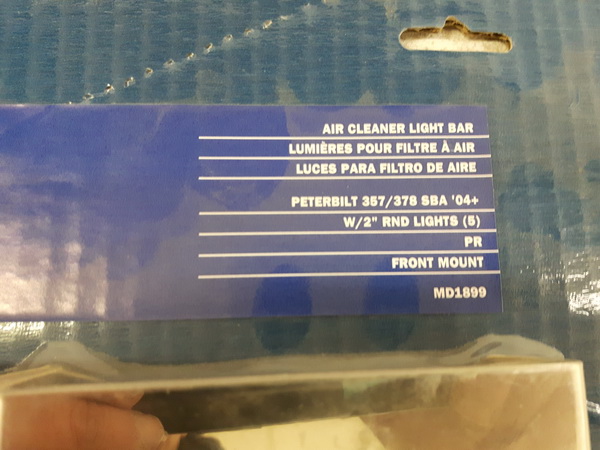 AIR CLEANER LIGHT BAR
LUMIÈRES POUR FILTRE À AIR
LUCES PARA FILTRO DE AIRE
PETERBILT 357/378 SBA '04+
W/2" RND LIGHTS (5)
PR
FRONT MOUNT
MD1899